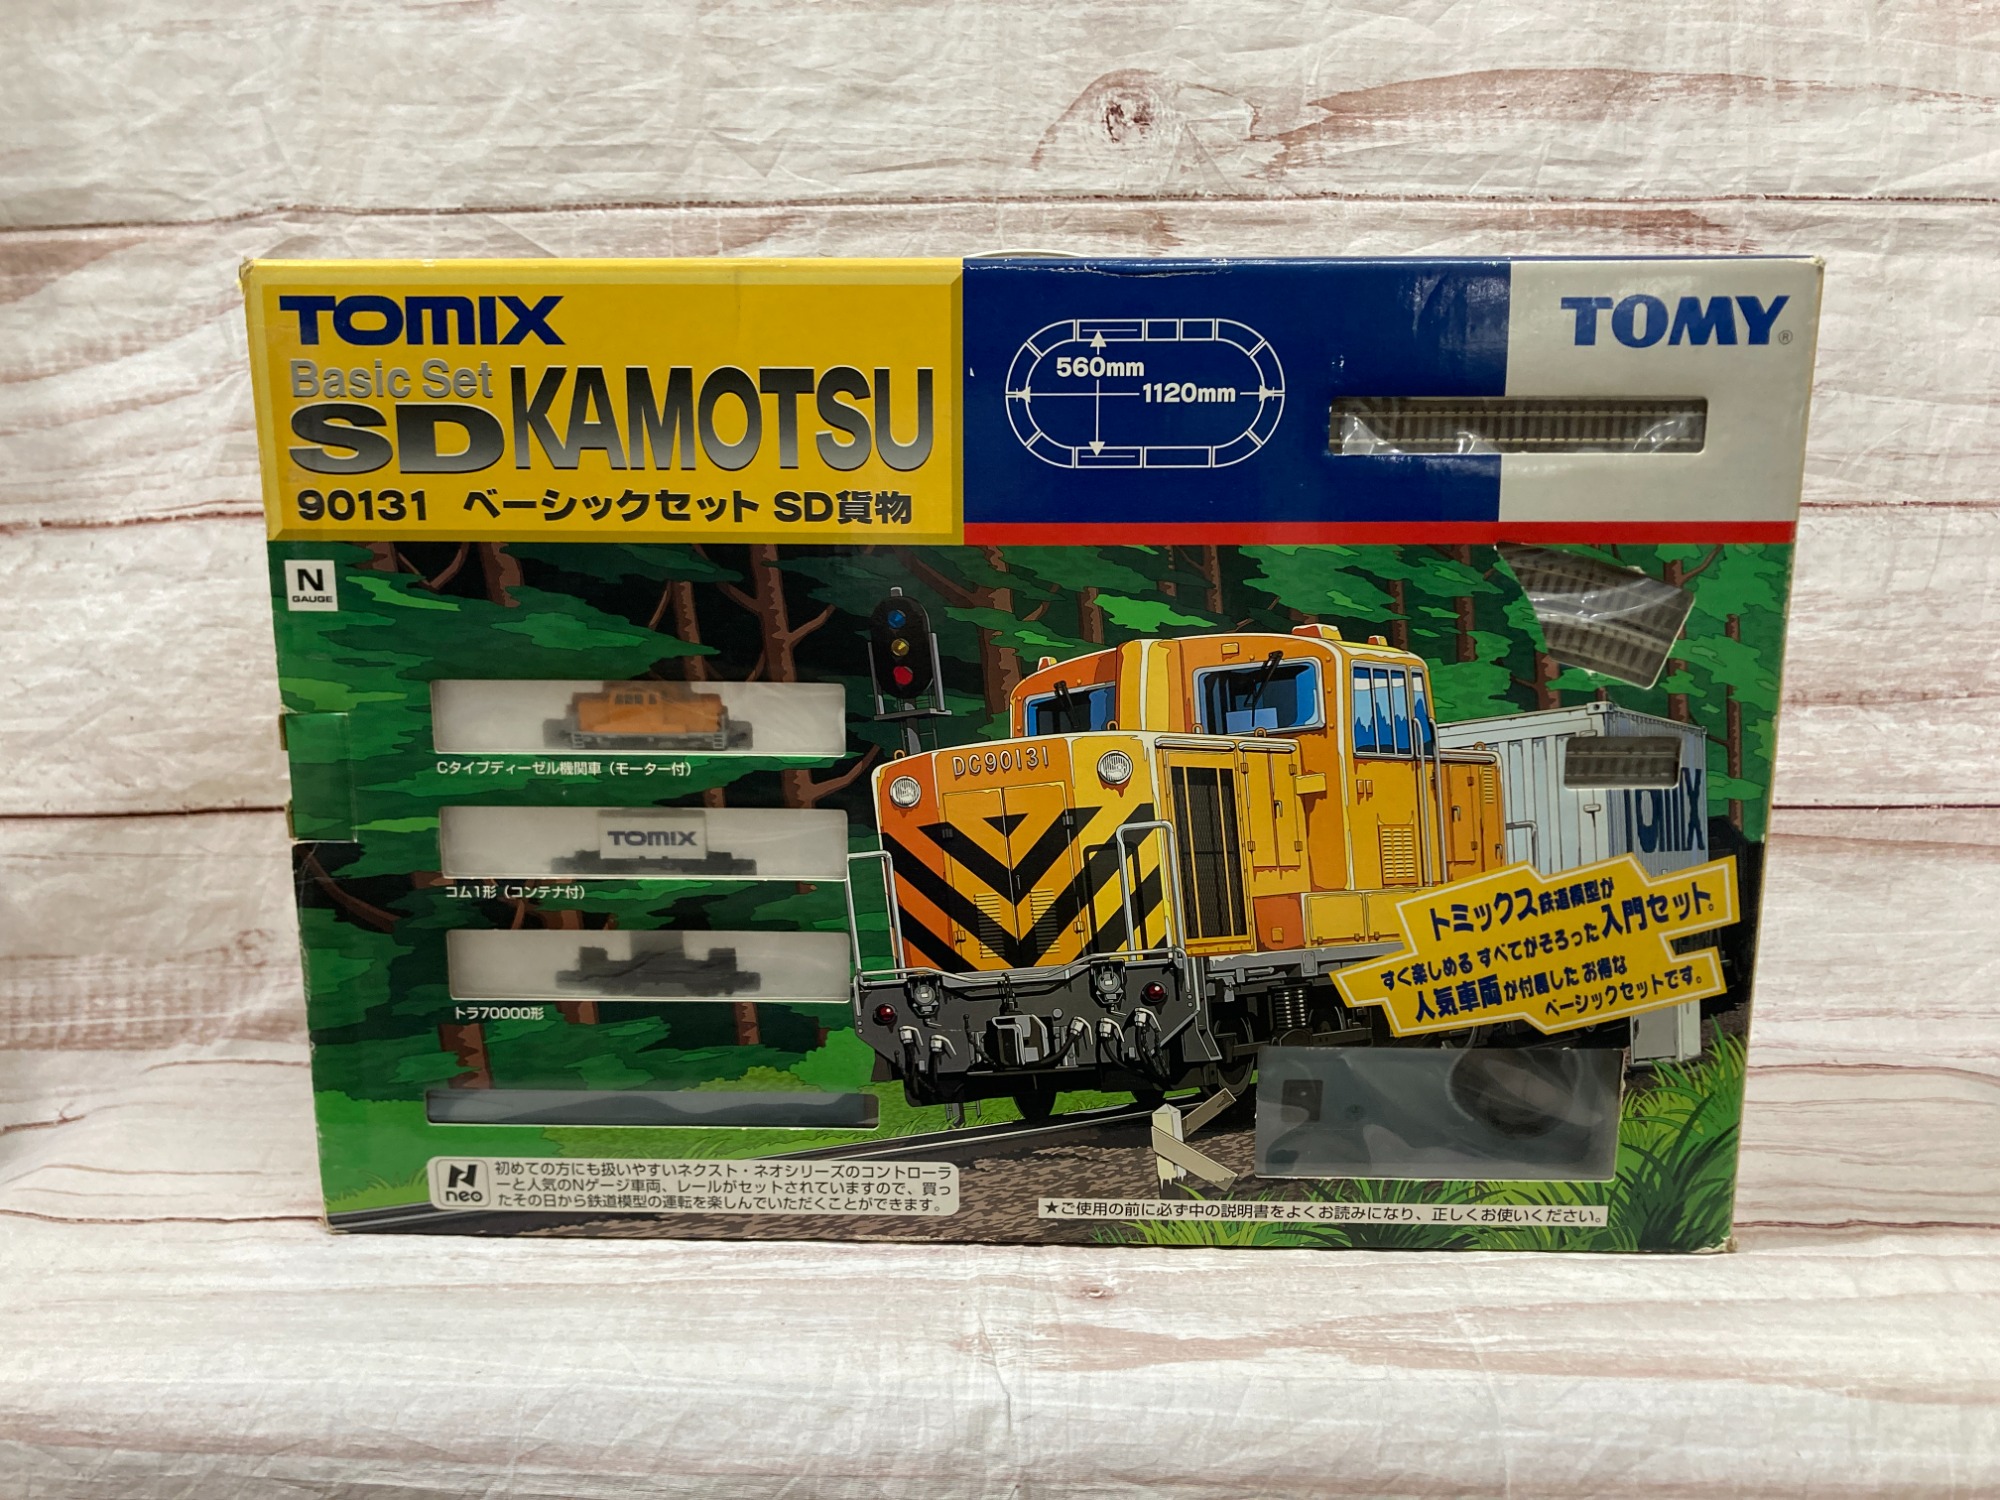 TOMIX
Basic Set
SD KAMOTSU
90131 ベーシックセット SD貨物
560mm
1120mm
TOMY®
N
GAUGE
Cタイプディーゼル機関車（モーター付）
TOMIX
コム1形（コンテナ付）
トラ70000形
DC90131
TOMIX
トミックス鉄道模型が
すぐ楽しめる すべてがそろった入門セット。
人気車両が付属したお得な
ベーシックセットです。
neo
初めての方にも扱いやすいネクスト・ネオシリーズのコントローラ
ーと人気のNゲージ車両、レールがセットされていますので、買っ
たその日から鉄道模型の運転を楽しんでいただくことができます。
★ご使用の前に必ず中の説明書をよくお読みになり、正しくお使いください。